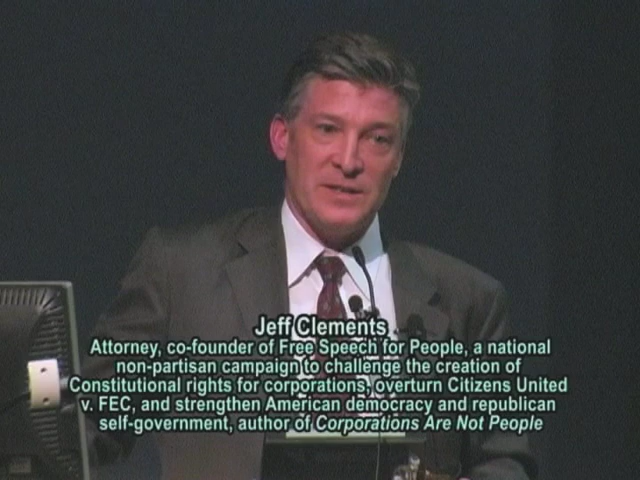 Jeff Clements
Attorney, co-founder of Free Speech for People, a national
non-partisan campaign to challenge the creation of
Constitutional rights for corporations, overturn Citizens United
v. FEC, and strengthen American democracy and republican
self-government, author of Corporations Are Not People